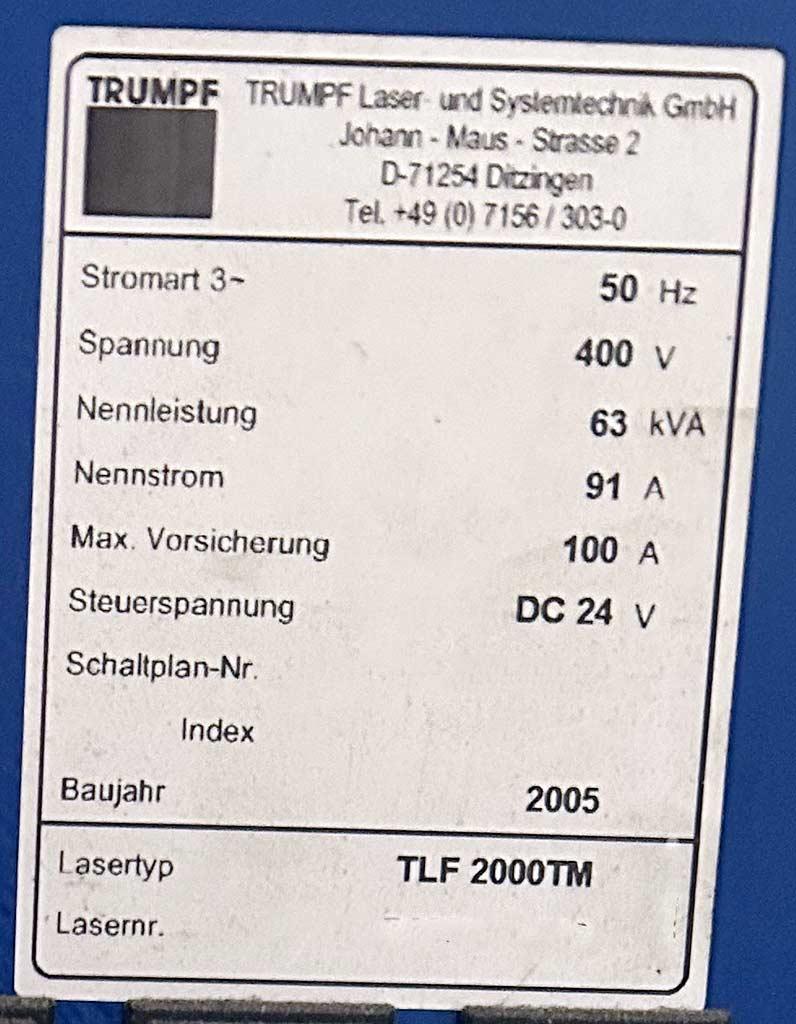 TRUMPF
TRUMPF Laser- und Systemtechnik GmbH
Johann - Maus - Strasse 2
D-71254 Ditzingen
Tel. +49 (0) 7156 / 303-0
Stromart 3~ 50 Hz
Spannung 400 V
Nennleistung 63 kVA
Nennstrom 91 A
Max. Vorsicherung 100 A
Steuerspannung DC 24 V
Schaltplan-Nr.
Index
Baujahr 2005
Lasertyp TLF 2000TM
Lasernr.